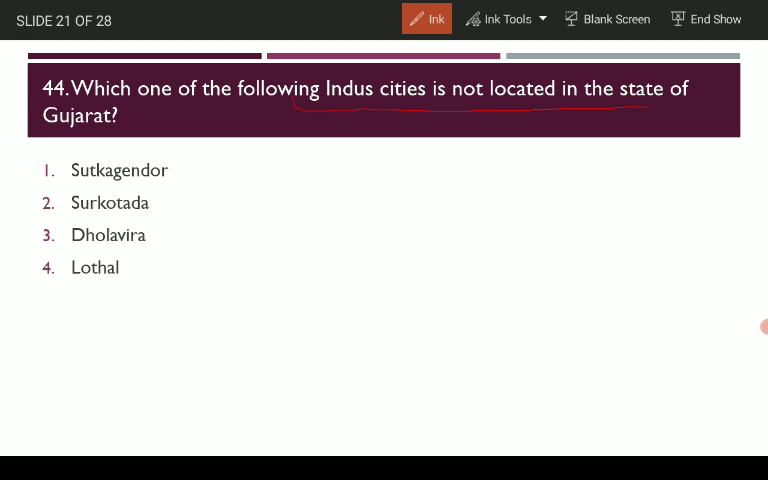 SLIDE 21 OF 28
Ink
Ink Tools
Blank Screen
End Show
44. Which one of the following Indus cities is not located in the state of
Gujarat?
1. Sutkagendor
2. Surkotada
3. Dholavira
4. Lothal